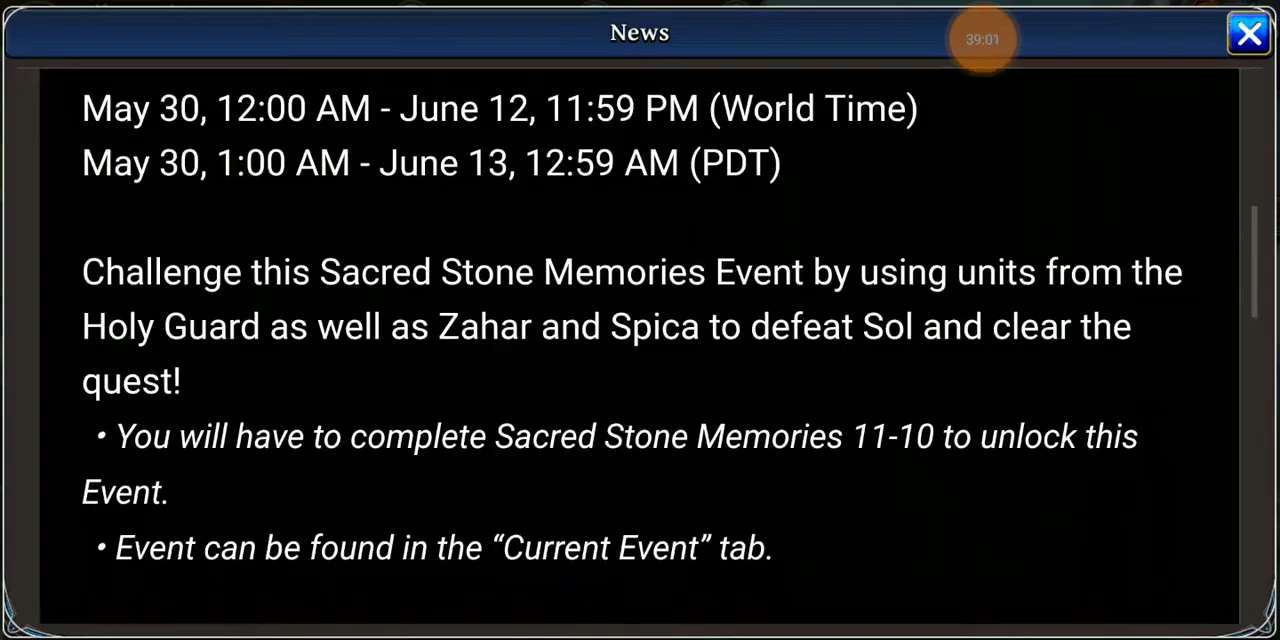 News
39:01
May 30, 12:00 AM - June 12, 11:59 PM (World Time)
May 30, 1:00 AM - June 13, 12:59 AM (PDT)
Challenge this Sacred Stone Memories Event by using units from the
Holy Guard as well as Zahar and Spica to defeat Sol and clear the
quest!
・You will have to complete Sacred Stone Memories 11-10 to unlock this
Event.
・Event can be found in the “Current Event” tab.